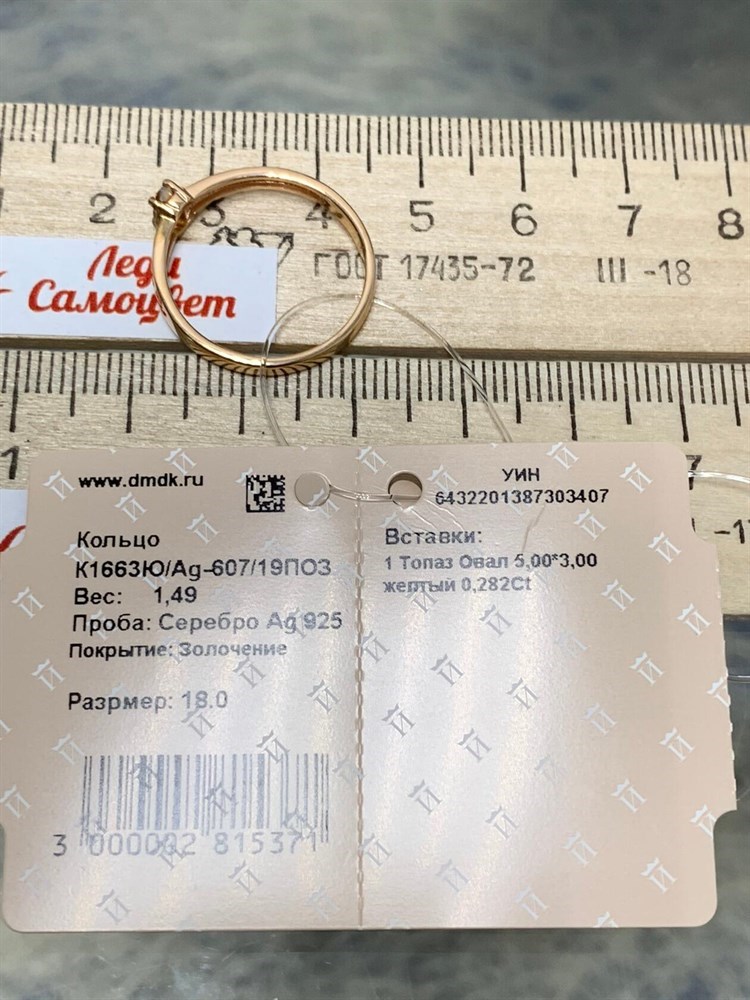 2 3 4 5 6 7 8
ГОСТ 17435-72 III -18
Леди
Самоцвет
1
www.dmdk.ru
Кольцо
К1663Ю/Ag-607/19ПОЗ
Вес: 1,49
Проба: Серебро Ag 925
Покрытие: Золочение
Разрмер: 18.0
3 000002 815371
УИН
6432201387303407
Вставки:
1 Топаз Овал 5,00*3,00
желтый 0,282Ct